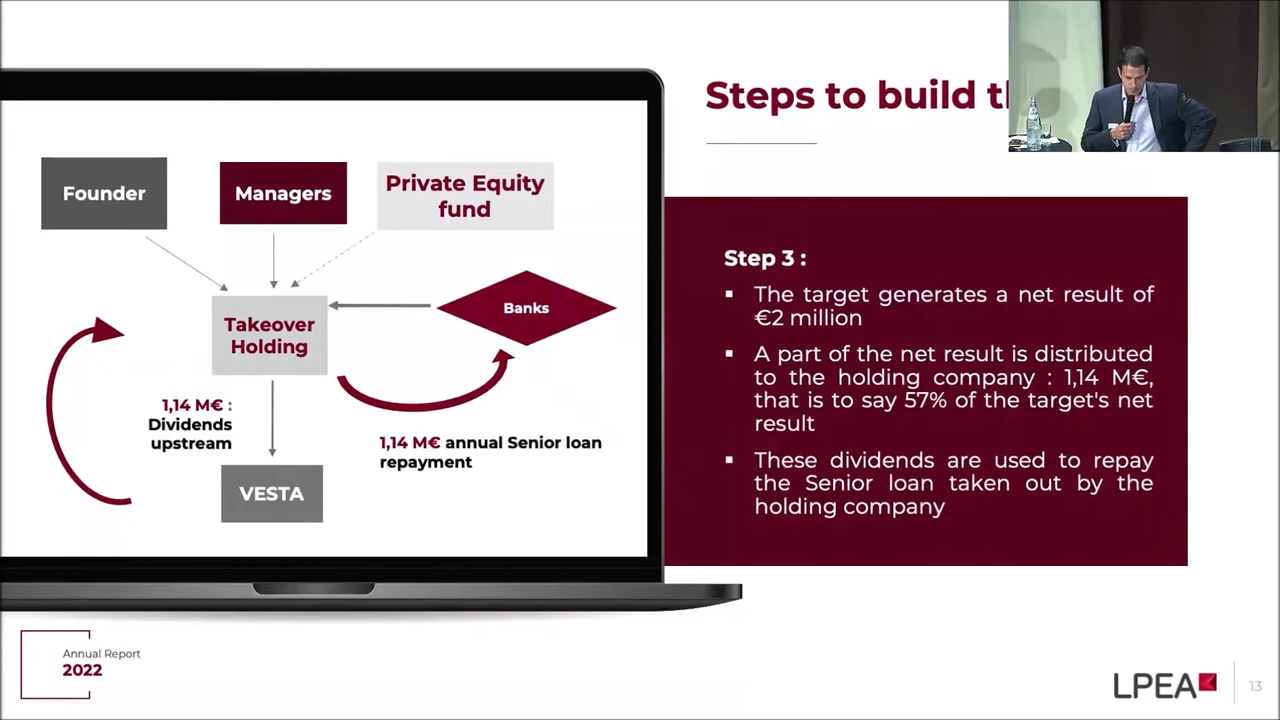 Steps to build
Founder
Managers
Private Equity
fund
Takeover
Holding
Banks
1,14 M€ :
Dividends
upstream
1,14 M€ annual Senior loan
repayment
VESTA
Step 3 :
▪ The target generates a net result of
€2 million
▪ A part of the net result is distributed
to the holding company : 1,14 M€,
that is to say 57% of the target's net
result
▪ These dividends are used to repay
the Senior loan taken out by the
holding company
Annual Report
2022
LPEA
13